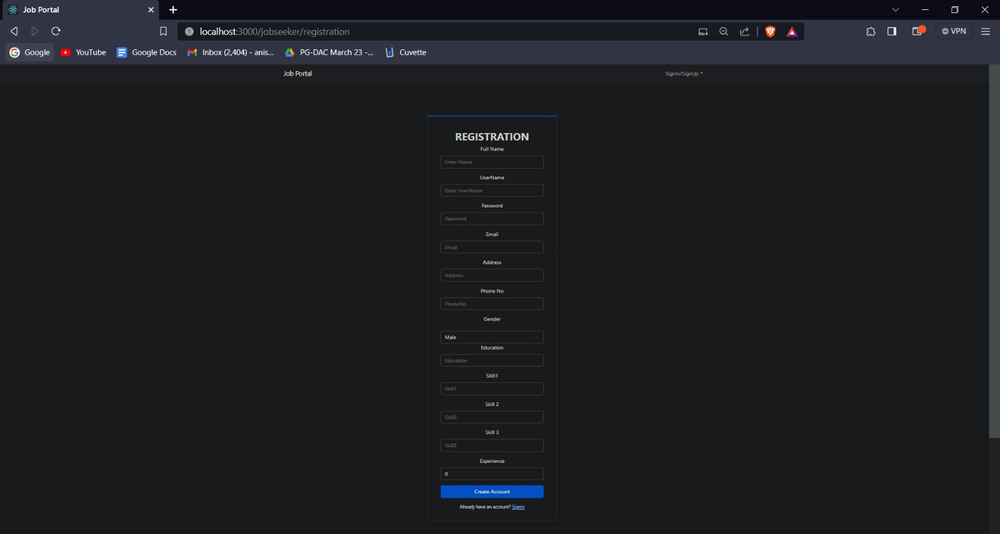 Job Portal
localhost:3000/jobseeker/registration
VPN
Google
YouTube
Google Docs
Inbox (2,404) - anis...
PG-DAC March 23 -...
Cuvette
Job Portal
SignIn/SignUp
REGISTRATION
Full Name
Enter Name
UserName
Enter UserName
Password
Password
Email
Email
Address
Address
Phone No
PhoneNo
Gender
Male
Education
Education
Skill1
Skill1
Skill 2
Skill2
Skill 3
Skill3
Experience
0
Create Account
Already have an account? SignIn